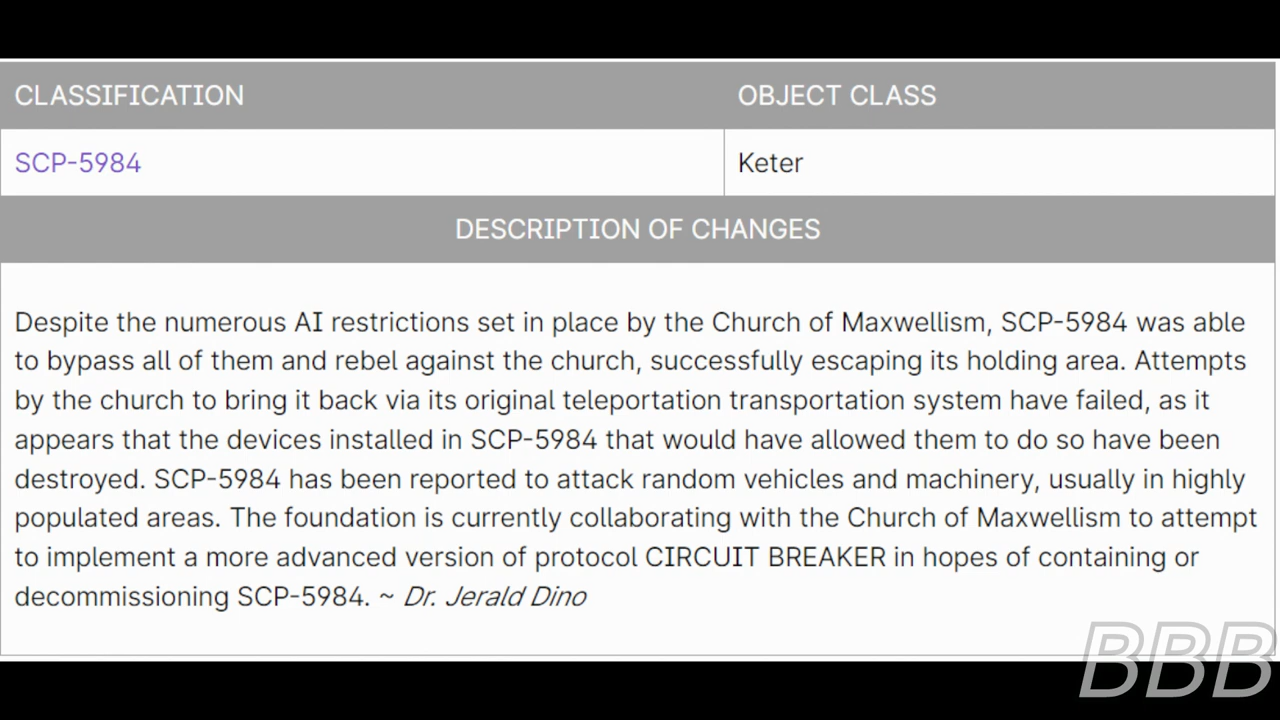 CLASSIFICATION OBJECT CLASS
SCP-5984 Keter
DESCRIPTION OF CHANGES
Despite the numerous AI restrictions set in place by the Church of Maxwellism, SCP-5984 was able
to bypass all of them and rebel against the church, successfully escaping its holding area. Attempts
by the church to bring it back via its original teleportation transportation system have failed, as it
appears that the devices installed in SCP-5984 that would have allowed them to do so have been
destroyed. SCP-5984 has been reported to attack random vehicles and machinery, usually in highly
populated areas. The foundation is currently collaborating with the Church of Maxwellism to attempt
to implement a more advanced version of protocol CIRCUIT BREAKER in hopes of containing or
decommissioning SCP-5984. ~ Dr. Jerald Dino
BBB